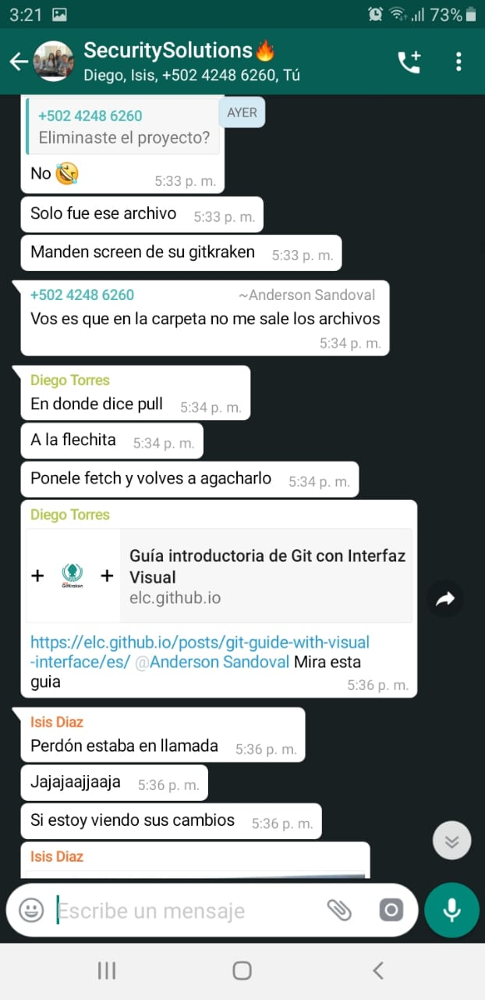 3:21
73%
SecuritySolutions🔥
Diego, Isis, +502 4248 6260, Tú
AYER
+502 4248 6260
Eliminaste el proyecto?
No 🤣
5:33 p. m.
Solo fue ese archivo 5:33 p. m.
Manden screen de su gitkraken 5:33 p. m.
+502 4248 6260 ~Anderson Sandoval
Vos es que en la carpeta no me sale los archivos
5:34 p. m.
Diego Torres
En donde dice pull 5:34 p. m.
A la flechita 5:34 p. m.
Ponele fetch y volves a agacharlo 5:34 p. m.
Diego Torres
+ GitKraken +
Guía introductoria de Git con Interfaz
Visual
elc.github.io
https://elc.github.io/posts/git-guide-with-visual
-interface/es/ @Anderson Sandoval Mira esta
guia
5:36 p. m.
Isis Diaz
Perdón estaba en llamada 5:36 p. m.
Jajajaajjaaja 5:36 p. m.
Si estoy viendo sus cambios 5:36 p. m.
Isis Diaz
Escribe un mensaje